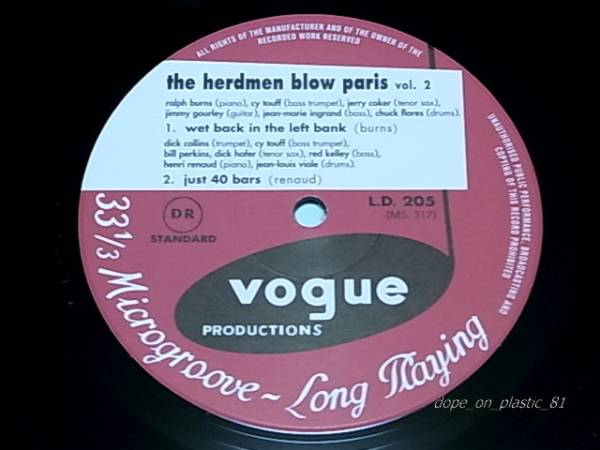 ALL RIGHTS OF THE MANUFACTURER AND OF THE OWNER OF THE
RECORDED WORK RESERVED
the herdmen blow paris vol. 2
ralph burns (piano), cy touff (bass trumpet), jerry coker (tenor sax),
jimmy gourley (guitar), jean-marie ingrand (bass), chuck flores (drums).
1. wet back in the left bank (burns)
dick collins (trumpet), cy touff (bass trumpet),
bill perkins, dick hafer (tenor sax), red kelley (bass),
henri renaud (piano), jean-louis viale (drums).
2. just 40 bars (renaud)
UNAUTHORISED PUBLIC PERFORMANCE, BROADCASTING AND
COPYING OF THIS RECORD PROHIBITED
DR
STANDARD
L.D. 205
(MS. 317)
vogue
PRODUCTIONS
33 1/3 Microgroove ~ Long Playing
dope_on_plastic_81